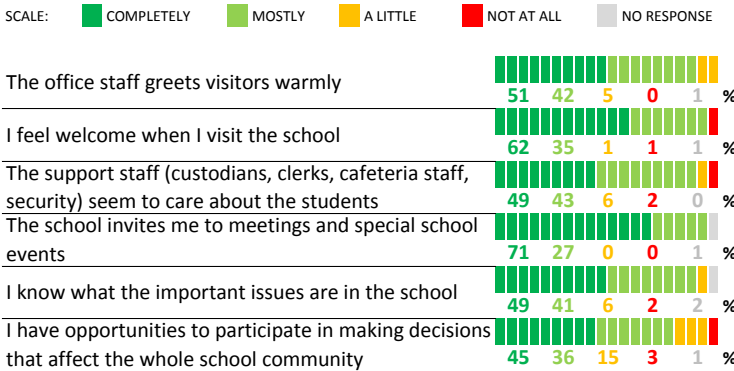 SCALE: COMPLETELY MOSTLY A LITTLE NOT AT ALL NO RESPONSE
The office staff greets visitors warmly
51 42 5 0 1 %
I feel welcome when I visit the school
62 35 1 1 1 %
The support staff (custodians, clerks, cafeteria staff,
security) seem to care about the students
49 43 6 2 0 %
The school invites me to meetings and special school
events
71 27 0 0 1 %
I know what the important issues are in the school
49 41 6 2 2 %
I have opportunities to participate in making decisions
that affect the whole school community
45 36 15 3 1 %